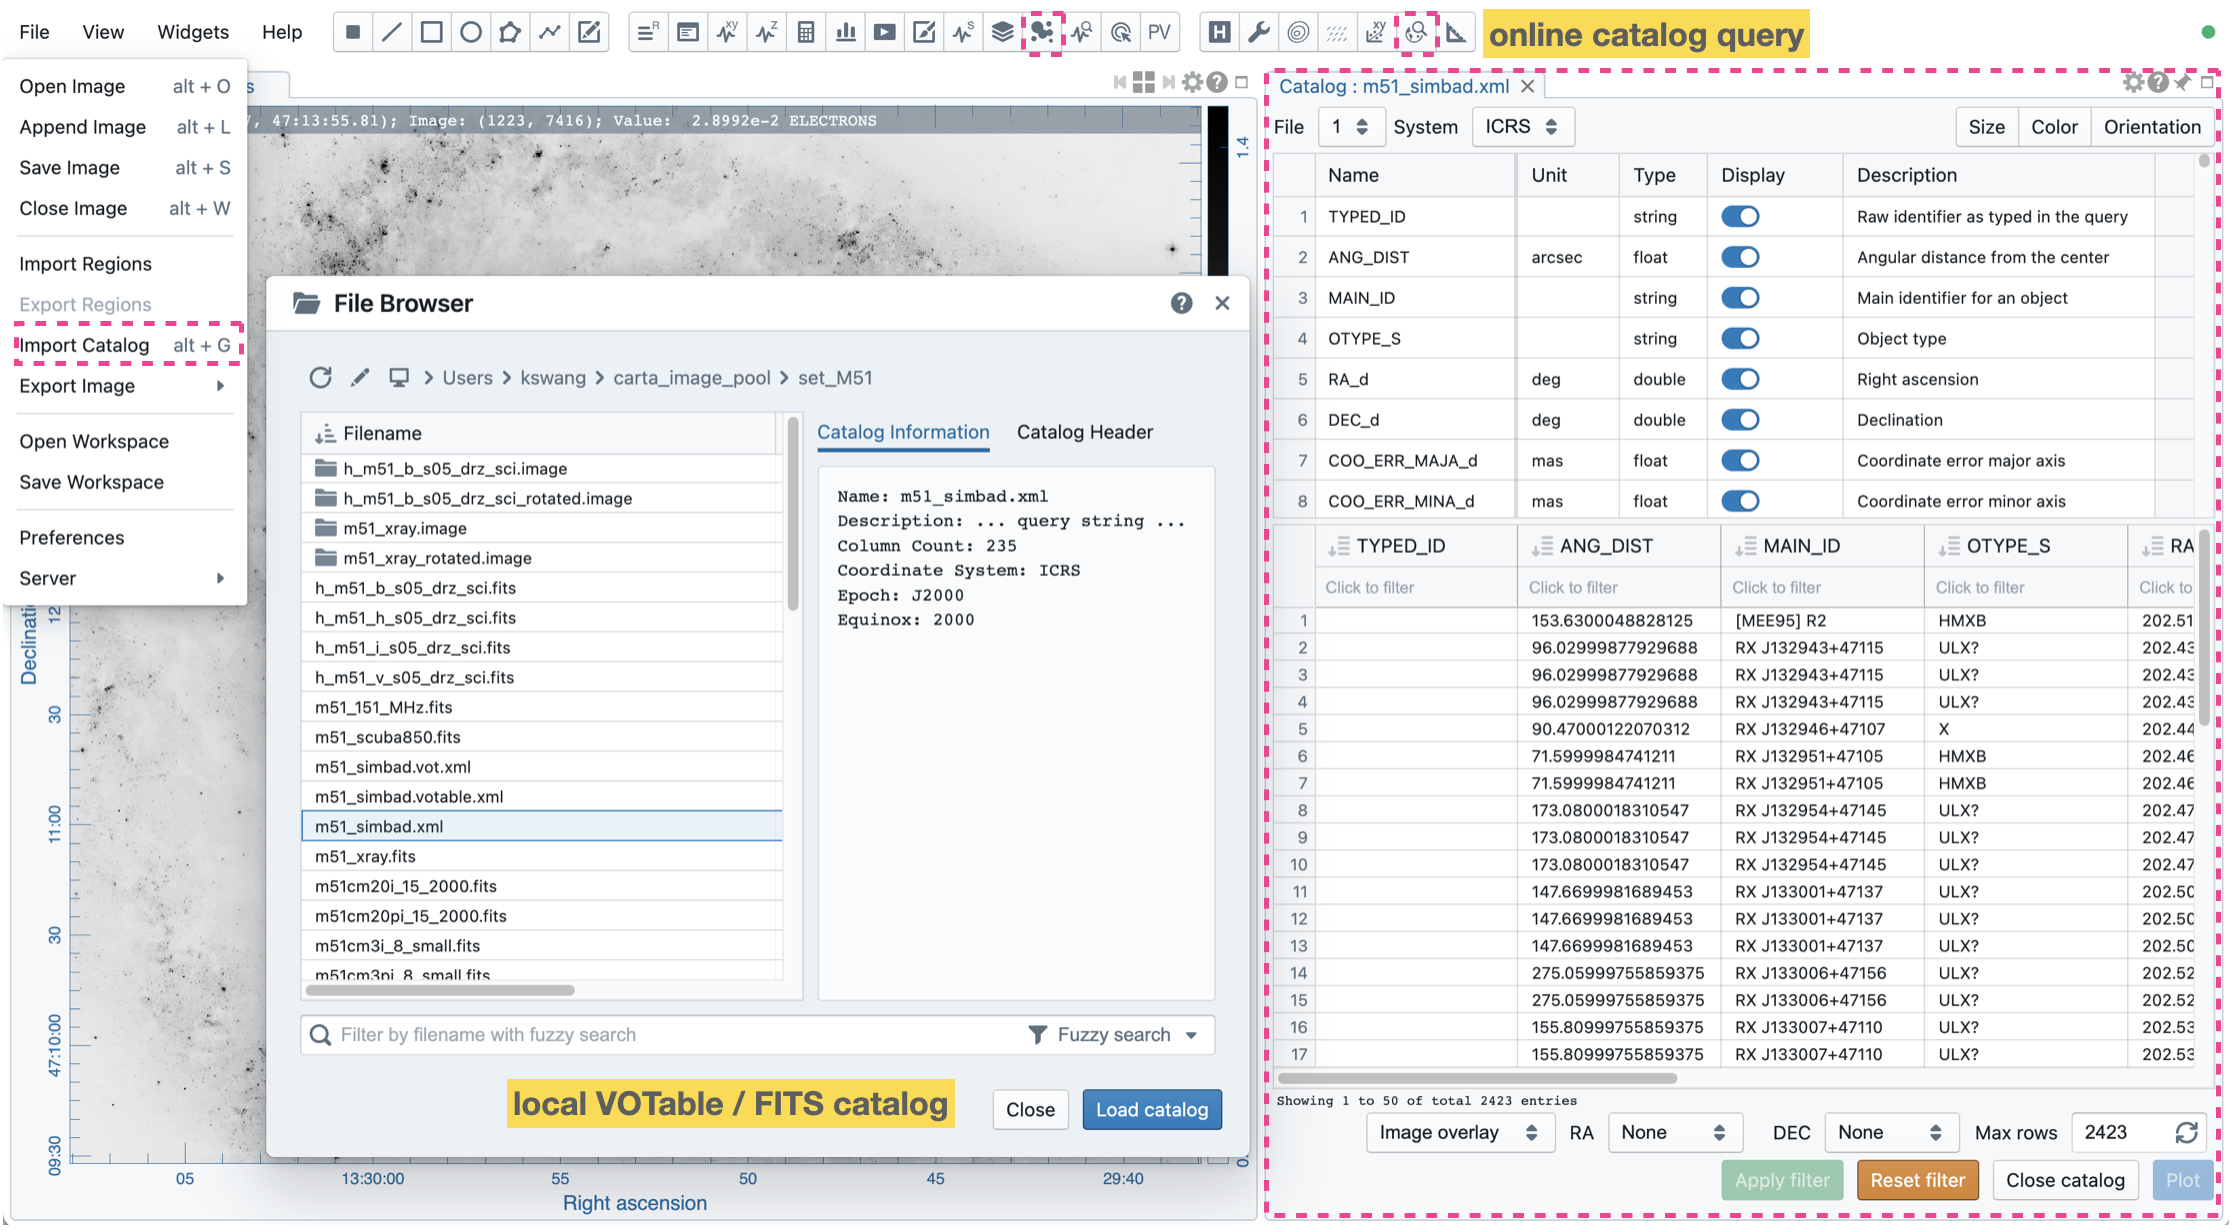 File View Widgets Help PV online catalog query
Open Image alt + O
Append Image alt + L
Save Image alt + S
Close Image alt + W
Import Regions
Export Regions
Import Catalog alt + G
Export Image
Open Workspace
Save Workspace
Preferences
Server
47:13:55.81); Image: (1223, 7416); Value: 2.8992e-2 ELECTRONS
1.4
File Browser
Users > kswang > carta_image_pool > set_M51
Filename
h_m51_b_s05_drz_sci.image
h_m51_b_s05_drz_sci_rotated.image
m51_xray.image
m51_xray_rotated.image
h_m51_b_s05_drz_sci.fits
h_m51_h_s05_drz_sci.fits
h_m51_i_s05_drz_sci.fits
h_m51_v_s05_drz_sci.fits
m51_151_MHz.fits
m51_scuba850.fits
m51_simbad.vot.xml
m51_simbad.votable.xml
m51_simbad.xml
m51_xray.fits
m51cm20i_15_2000.fits
m51cm20pi_15_2000.fits
m51cm3i_8_small.fits
m51cm3pi_8_small.fits
Catalog Information Catalog Header
Name: m51_simbad.xml
Description: ... query string ...
Column Count: 235
Coordinate System: ICRS
Epoch: J2000
Equinox: 2000
Filter by filename with fuzzy search Fuzzy search
local VOTable / FITS catalog Close Load catalog
12
30
11:00
30
47:10:00
09:30
05 13:30:00 55 50 45 29:40
Right ascension
Catalog : m51_simbad.xml
File 1 System ICRS Size Color Orientation
Name Unit Type Display Description
1 TYPED_ID string Raw identifier as typed in the query
2 ANG_DIST arcsec float Angular distance from the center
3 MAIN_ID string Main identifier for an object
4 OTYPE_S string Object type
5 RA_d deg double Right ascension
6 DEC_d deg double Declination
7 COO_ERR_MAJA_d mas float Coordinate error major axis
8 COO_ERR_MINA_d mas float Coordinate error minor axis
TYPED_ID ANG_DIST MAIN_ID OTYPE_S RA
Click to filter Click to filter Click to filter Click to filter Click to
1 153.6300048828125 [MEE95] R2 HMXB 202.51
2 96.02999877929688 RX J132943+47115 ULX? 202.43
3 96.02999877929688 RX J132943+47115 ULX? 202.43
4 96.02999877929688 RX J132943+47115 ULX? 202.43
5 90.47000122070312 RX J132946+47107 X 202.44
6 71.5999984741211 RX J132951+47105 HMXB 202.46
7 71.5999984741211 RX J132951+47105 HMXB 202.46
8 173.0800018310547 RX J132954+47145 ULX? 202.47
9 173.0800018310547 RX J132954+47145 ULX? 202.47
10 173.0800018310547 RX J132954+47145 ULX? 202.47
11 147.6699981689453 RX J133001+47137 ULX? 202.50
12 147.6699981689453 RX J133001+47137 ULX? 202.50
13 147.6699981689453 RX J133001+47137 ULX? 202.50
14 275.05999755859375 RX J133006+47156 ULX? 202.52
15 275.05999755859375 RX J133006+47156 ULX? 202.52
16 155.80999755859375 RX J133007+47110 ULX? 202.53
17 155.80999755859375 RX J133007+47110 ULX? 202.53
Showing 1 to 50 of total 2423 entries
Image overlay RA None DEC None Max rows 2423
Apply filter Reset filter Close catalog Plot